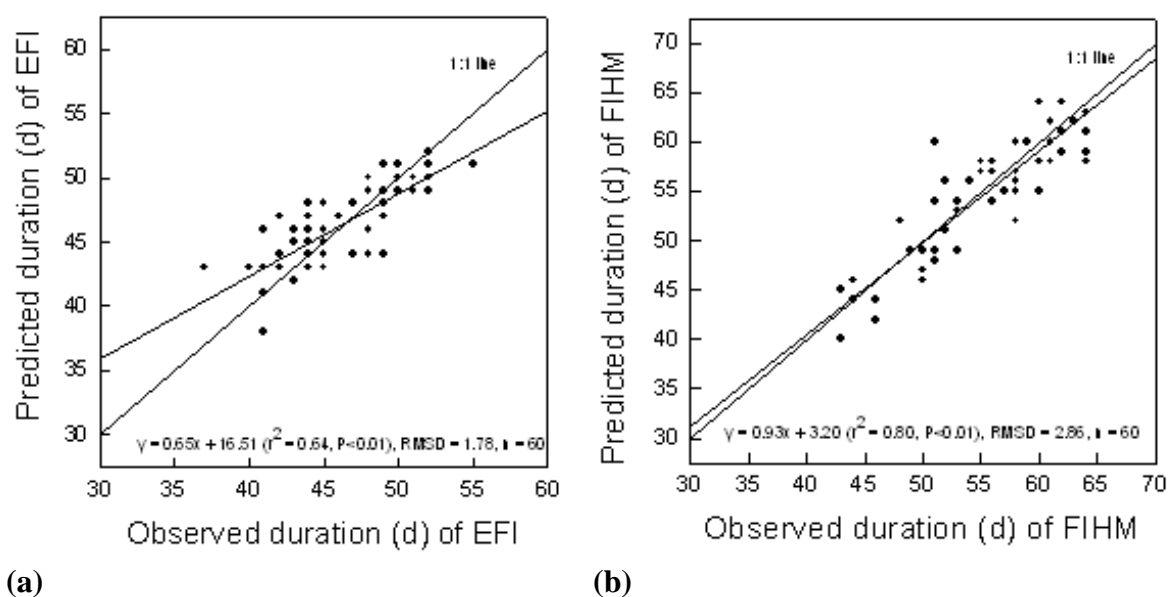 Predicted duration (d) of EFI
60
55
50
45
40
35
30
1:1 line
y = 0.65x + 16.51 (r2 = 0.64, P<0.01), RMSD = 1.78, n = 60
30 35 40 45 50 55 60
Observed duration (d) of EFI
(a)
Predicted duration (d) of FIHM
70
65
60
55
50
45
40
35
30
1:1 line
y = 0.93x + 3.20 (r2 = 0.80, P<0.01), RMSD = 2.86, n = 60
30 35 40 45 50 55 60 65 70
Observed duration (d) of FIHM
(b)